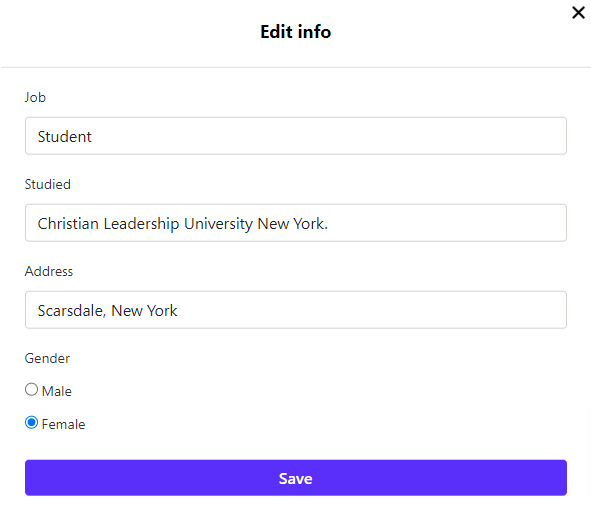 Edit info
Job
Student
Studied
Christian Leadership University New York.
Address
Scarsdale, New York
Gender
Male
Female
Save